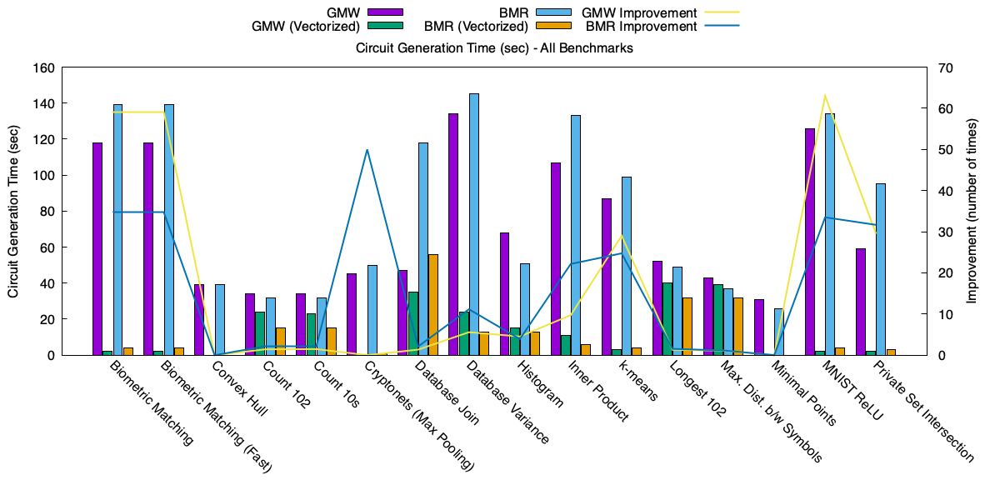 GMW BMR GMW Improvement
GMW (Vectorized) BMR (Vectorized) BMR Improvement
Circuit Generation Time (sec) - All Benchmarks
Circuit Generation Time (sec)
160
140
120
100
80
60
40
20
0
70
60
50
40
30
20
10
0
Improvement (number of times)
Biometric Matching
Biometric Matching (Fast)
Convex Hull
Count 102
Count 10s
Cryptonets (Max Pooling)
Database Join
Database Variance
Histogram
Inner Product
k-means
Longest 102
Max. Dist. b/w Symbols
Minimal Points
MNIST ReLU
Private Set Intersection